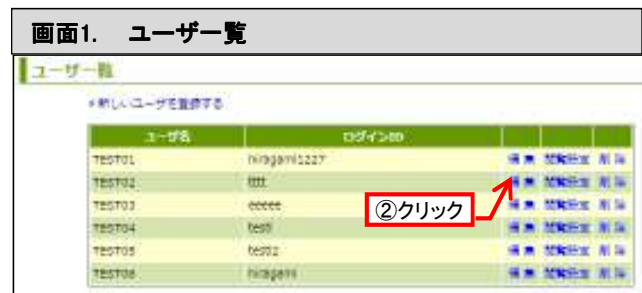 画面1. ユーザー覧
ユーザ一覧
新しいユーザを登録する
ユーザ名 ログインID
TEST01 hiragami1227 編集 閲覧設定 削除
TEST02 tttt 編集 閲覧設定 削除
TEST03 eeeee 編集 閲覧設定 削除
②クリック
TEST04 test1 編集 閲覧設定 削除
TEST05 test12 編集 閲覧設定 削除
TEST06 hiragami 編集 閲覧設定 削除